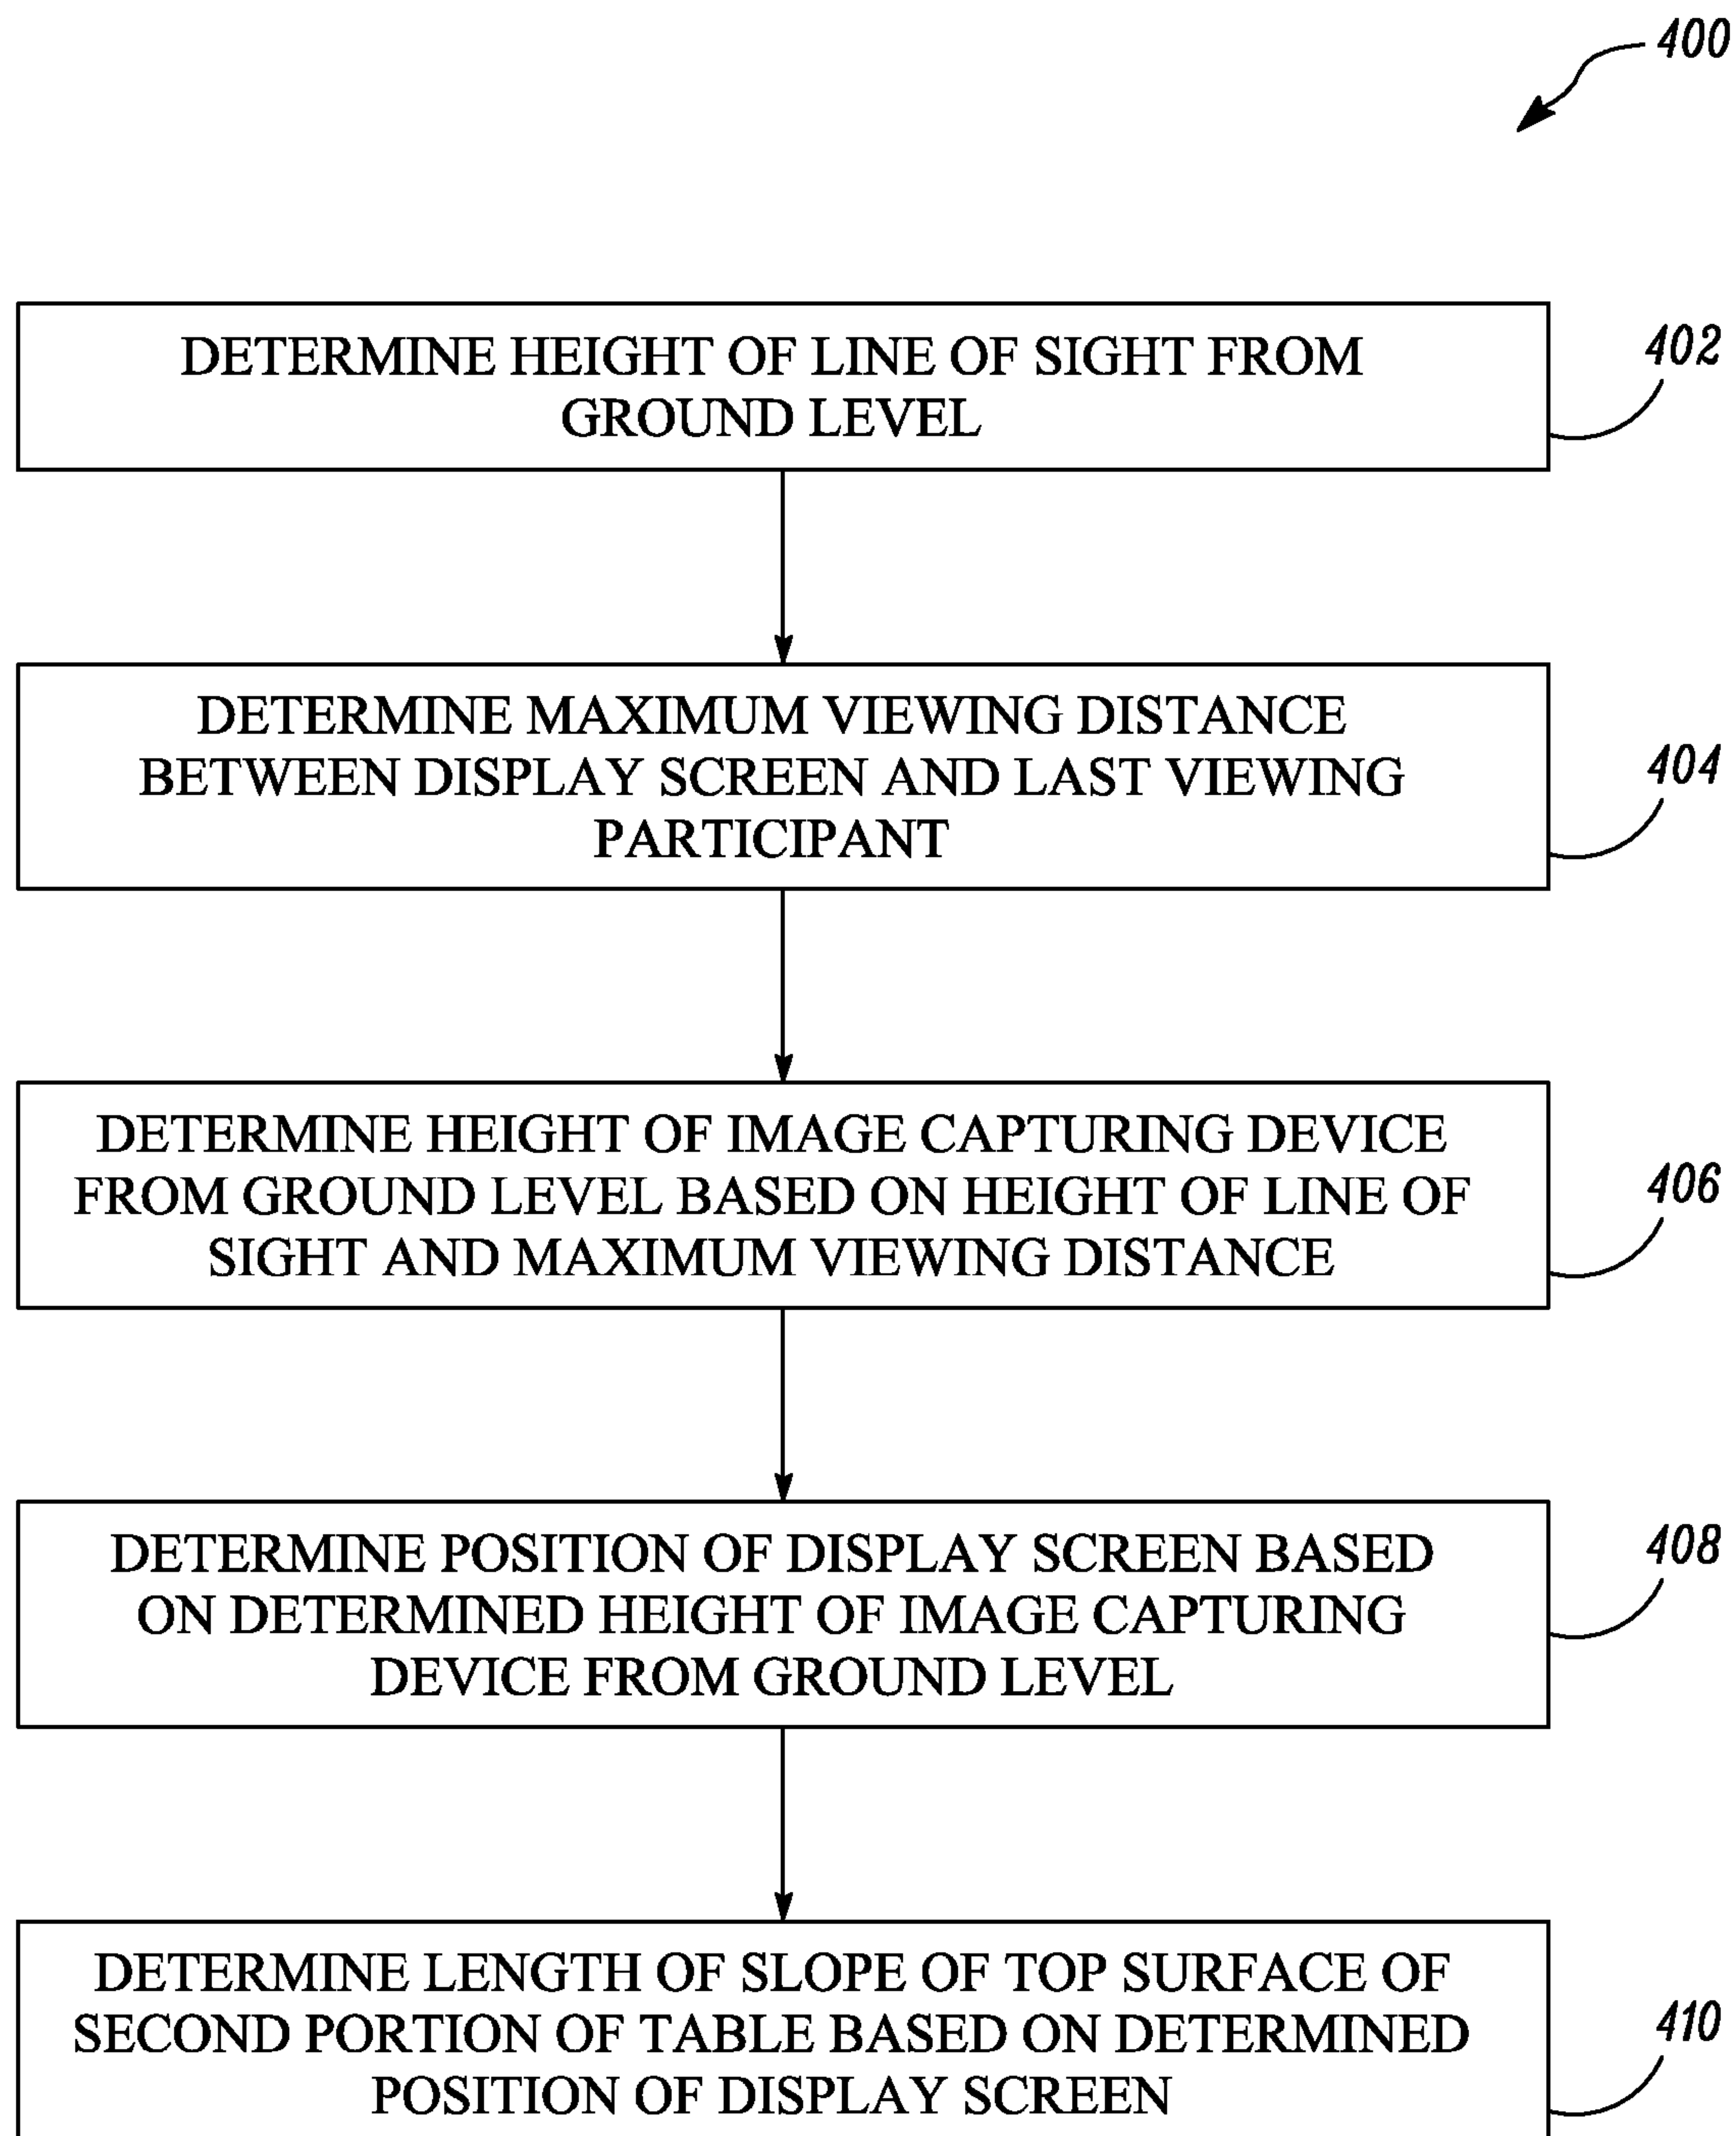 400
DETERMINE HEIGHT OF LINE OF SIGHT FROM
GROUND LEVEL
402
DETERMINE MAXIMUM VIEWING DISTANCE
BETWEEN DISPLAY SCREEN AND LAST VIEWING
PARTICIPANT
404
DETERMINE HEIGHT OF IMAGE CAPTURING DEVICE
FROM GROUND LEVEL BASED ON HEIGHT OF LINE OF
SIGHT AND MAXIMUM VIEWING DISTANCE
406
DETERMINE POSITION OF DISPLAY SCREEN BASED
ON DETERMINED HEIGHT OF IMAGE CAPTURING
DEVICE FROM GROUND LEVEL
408
DETERMINE LENGTH OF SLOPE OF TOP SURFACE OF
SECOND PORTION OF TABLE BASED ON DETERMINED
POSITION OF DISPLAY SCREEN
410